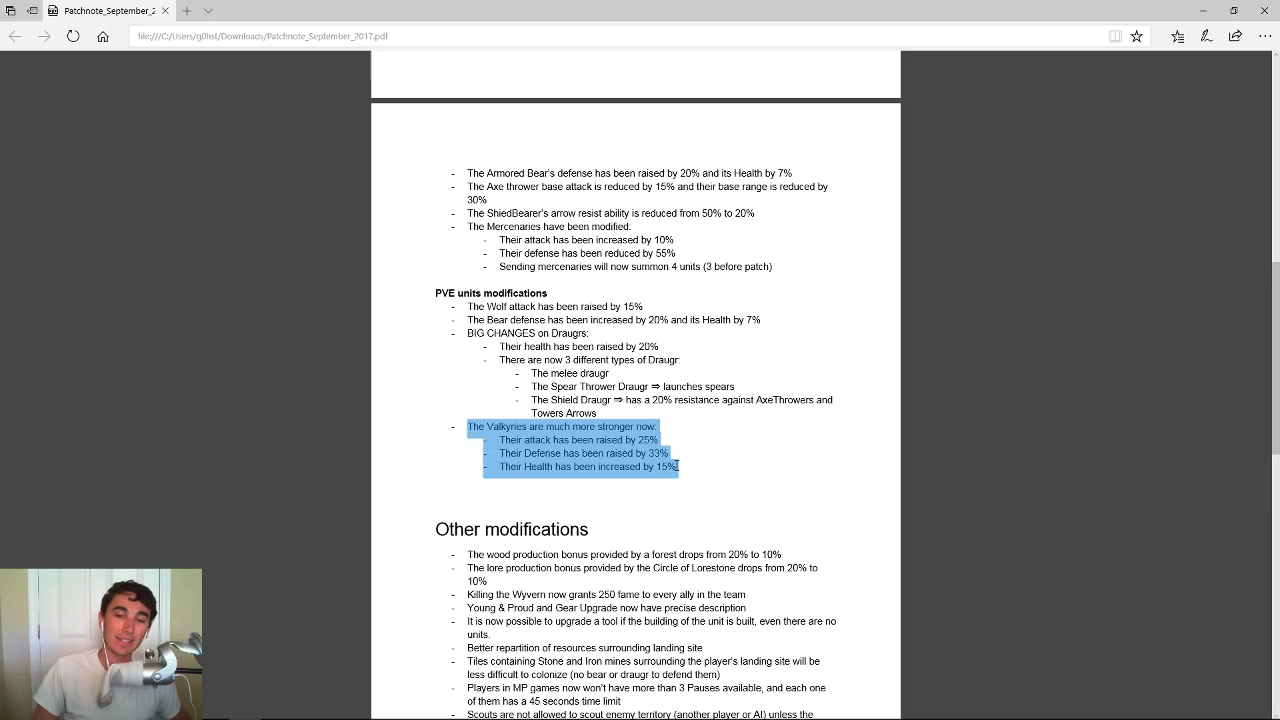 Patchnote_September_2
file:///C:/Users/g0hst/Downloads/Patchnote_September_2017.pdf
- The Armored Bear's defense has been raised by 20% and its Health by 7%
- The Axe thrower base attack is reduced by 15% and their base range is reduced by
30%
- The ShiedBearer's arrow resist ability is reduced from 50% to 20%
- The Mercenaries have been modified:
- Their attack has been increased by 10%
- Their defense has been reduced by 55%
- Sending mercenaries will now summon 4 units (3 before patch)
PVE units modifications
- The Wolf attack has been raised by 15%
- The Bear defense has been increased by 20% and its Health by 7%
- BIG CHANGES on Draugrs:
- Their health has been raised by 20%
- There are now 3 different types of Draugr:
- The melee draugr
- The Spear Thrower Draugr ⇒ launches spears
- The Shield Draugr ⇒ has a 20% resistance against AxeThrowers and
Towers Arrows
- The Valkyries are much more stronger now:
- Their attack has been raised by 25%
- Their Defense has been raised by 33%
- Their Health has been increased by 15%
Other modifications
- The wood production bonus provided by a forest drops from 20% to 10%
- The lore production bonus provided by the Circle of Lorestone drops from 20% to
10%
- Killing the Wyvern now grants 250 fame to every ally in the team
- Young & Proud and Gear Upgrade now have precise description
- It is now possible to upgrade a tool if the building of the unit is built, even there are no
units.
- Better repartition of resources surrounding landing site
- Tiles containing Stone and Iron mines surrounding the player's landing site will be
less difficult to colonize (no bear or draugr to defend them)
- Players in MP games now won't have more than 3 Pauses available, and each one
of them has a 45 seconds time limit
- Scouts are not allowed to scout enemy territory (another player or AI) unless the